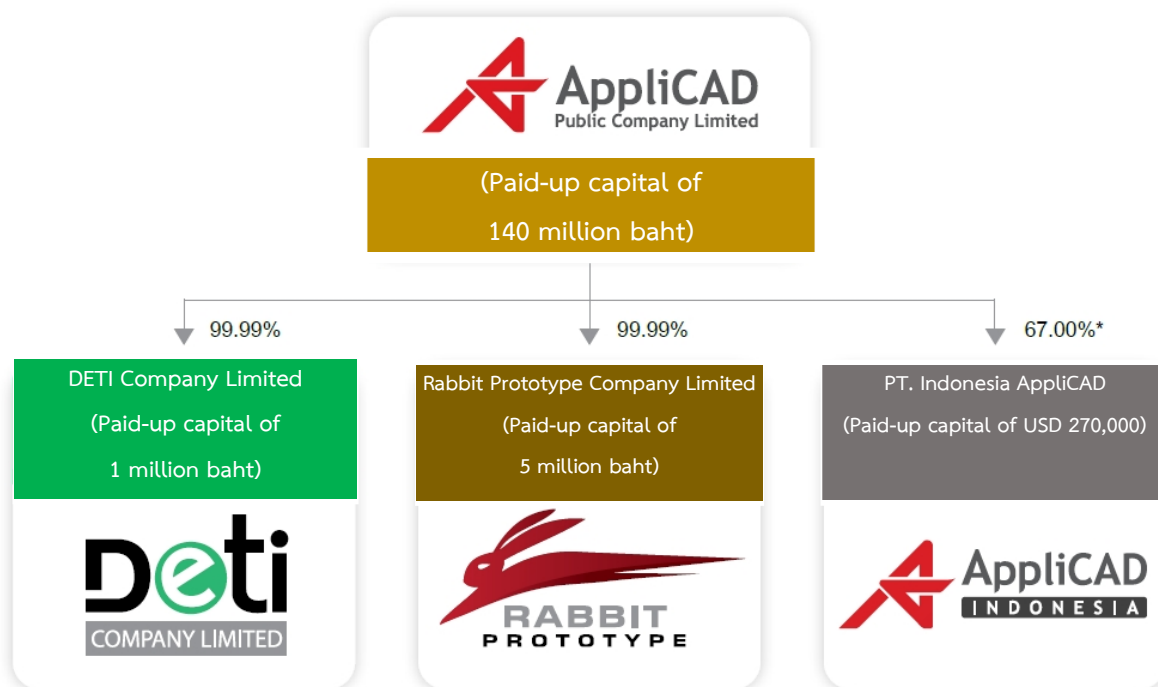 AppliCAD
Public Company Limited
(Paid-up capital of
140 million baht)
99.99%
99.99%
67.00%*
DETI Company Limited
(Paid-up capital of
1 million baht)
Rabbit Prototype Company Limited
(Paid-up capital of
5 million baht)
PT. Indonesia AppliCAD
(Paid-up capital of USD 270,000)
Deti
COMPANY LIMITED
RABBIT
PROTOTYPE
AppliCAD
INDONESIA